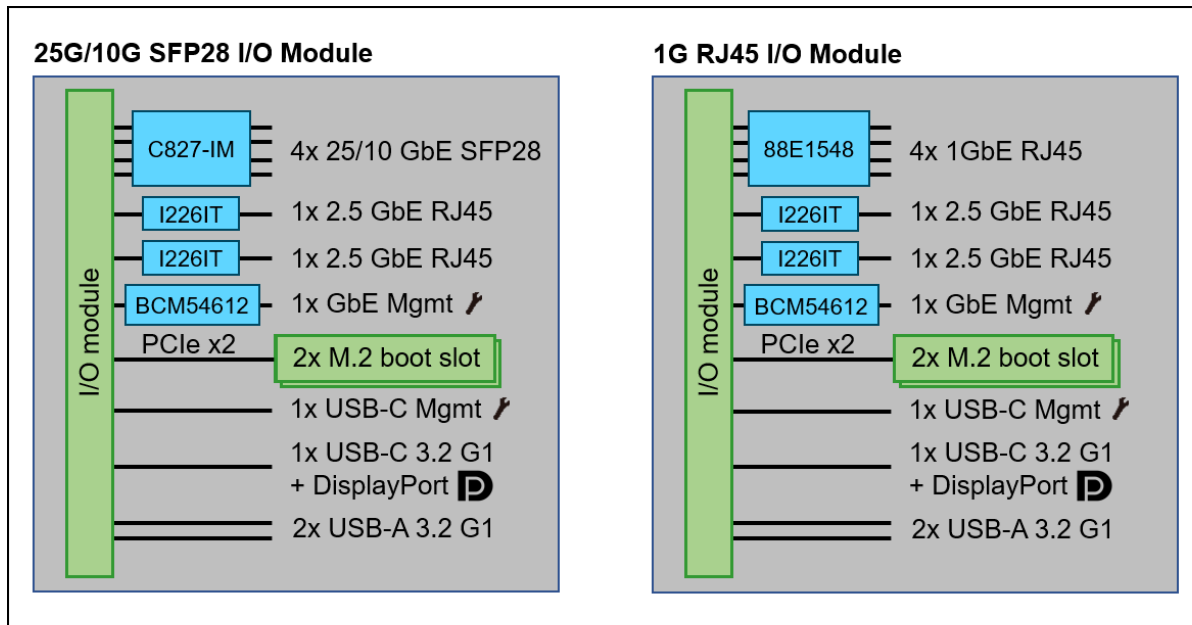 25G/10G SFP28 I/O Module
I/O module
C827-IM
4x 25/10 GbE SFP28
I226IT
1x 2.5 GbE RJ45
I226IT
1x 2.5 GbE RJ45
BCM54612
1x GbE Mgmt
PCIe x2
2x M.2 boot slot
1x USB-C Mgmt
1x USB-C 3.2 G1
+ DisplayPort
2x USB-A 3.2 G1
1G RJ45 I/O Module
I/O module
88E1548
4x 1GbE RJ45
I226IT
1x 2.5 GbE RJ45
I226IT
1x 2.5 GbE RJ45
BCM54612
1x GbE Mgmt
PCIe x2
2x M.2 boot slot
1x USB-C Mgmt
1x USB-C 3.2 G1
+ DisplayPort
2x USB-A 3.2 G1